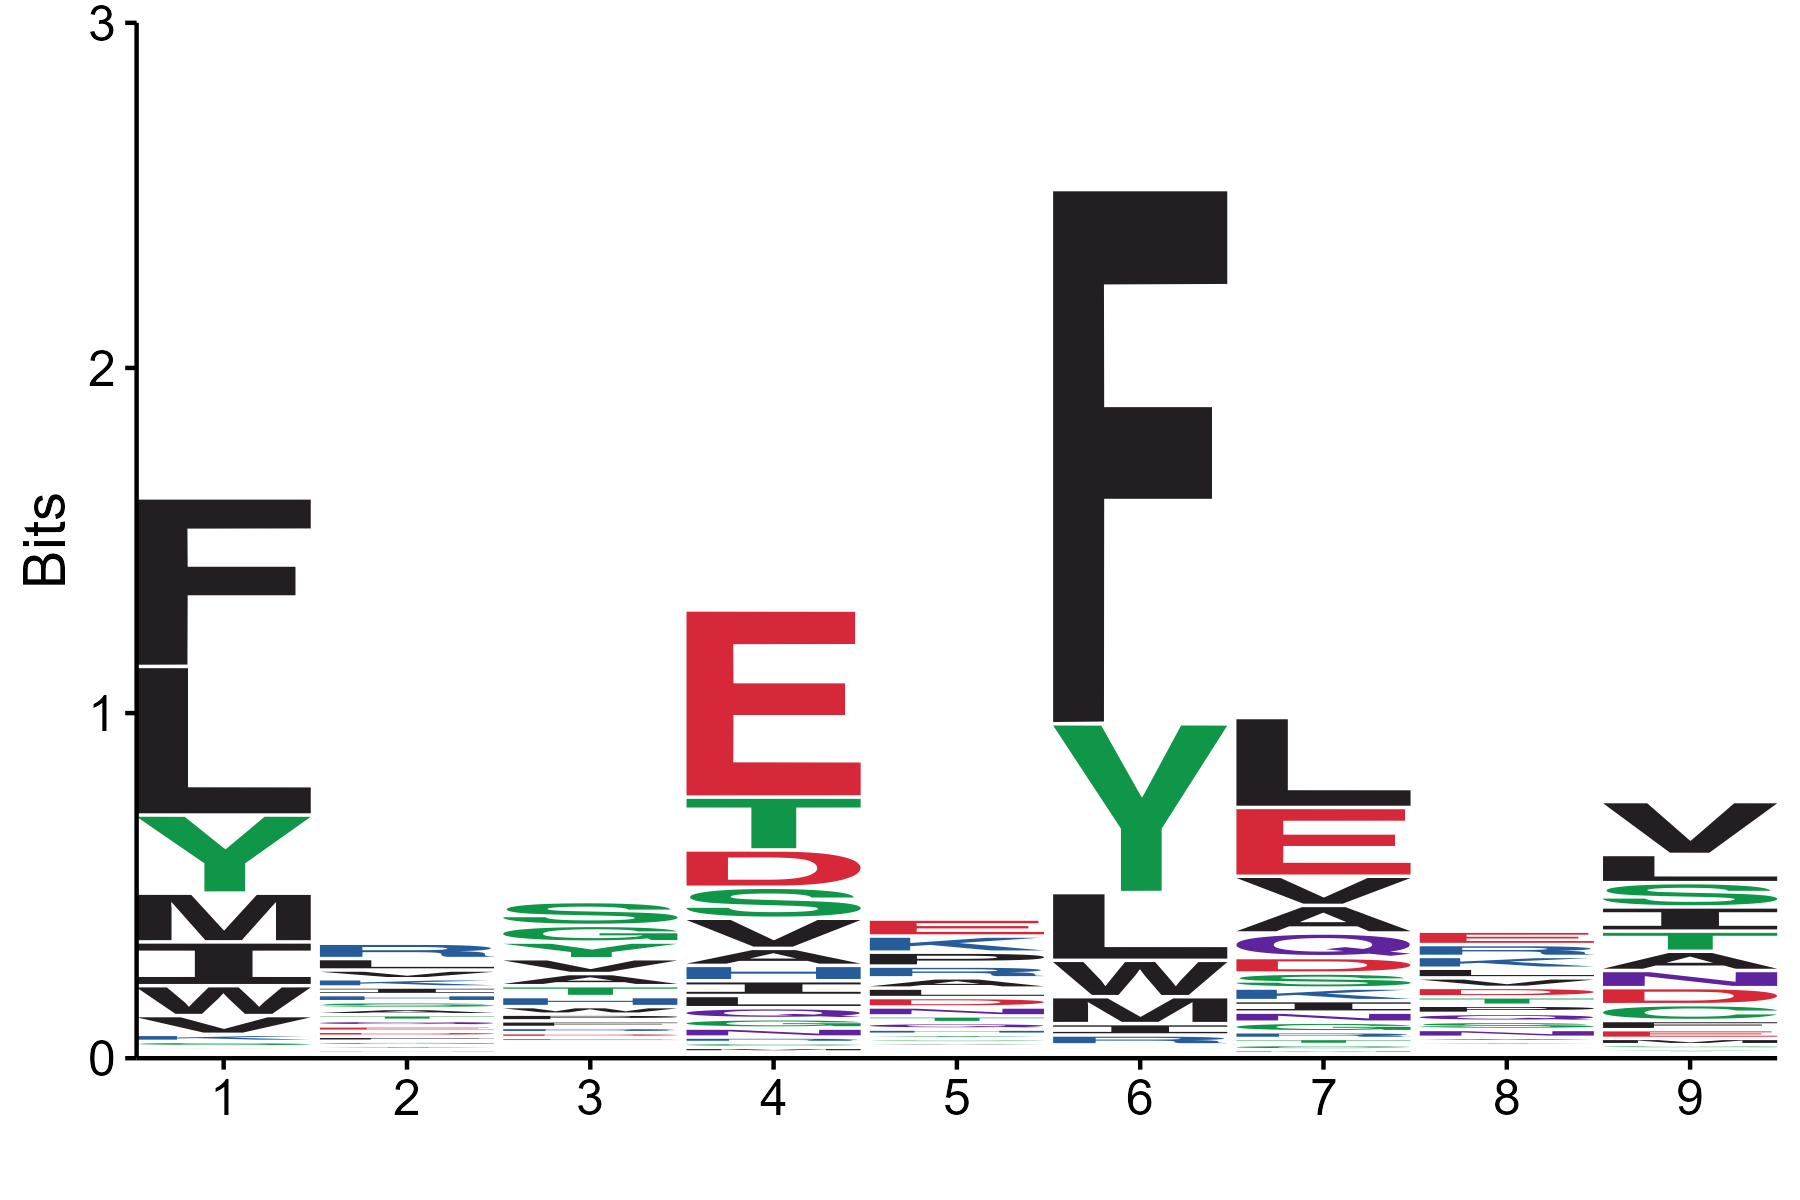 3
2
1
0
Bits
F L Y M I W V
E T D S V A H I L Q G N
F Y L W M I R
L E V A Q D S K I N G
V L S I T A N D G
S G Y V A T H W
R L V K I H
E K P R A L D N T
E R K L V D T P
1 2 3 4 5 6 7 8 9